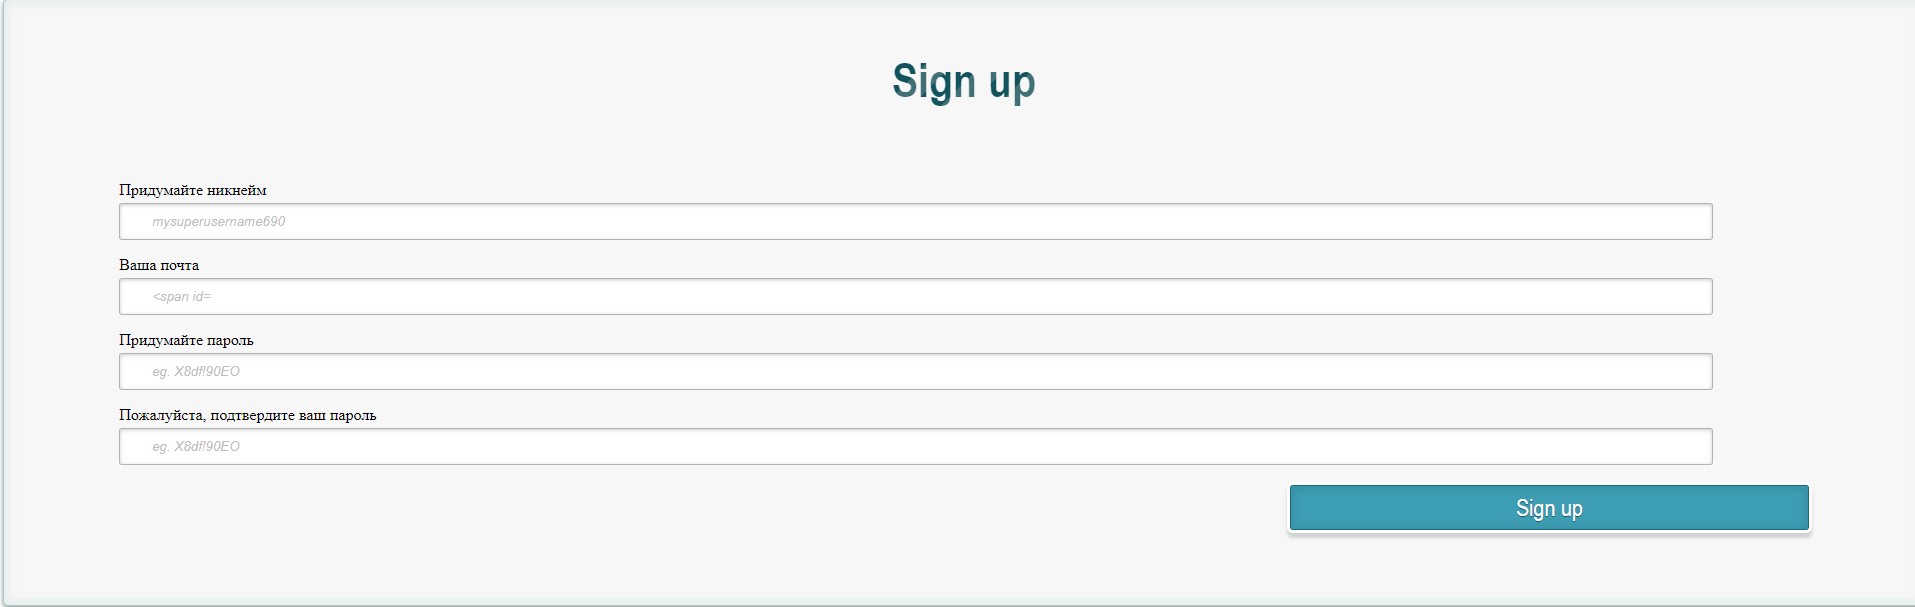 Sign up
Придумайте никнейм
mysuperusername690
Ваша почта
<span id=
Придумайте пароль
eg. X8df!90EO
Пожалуйста, подтвердите ваш пароль
eg. X8df!90EO
Sign up